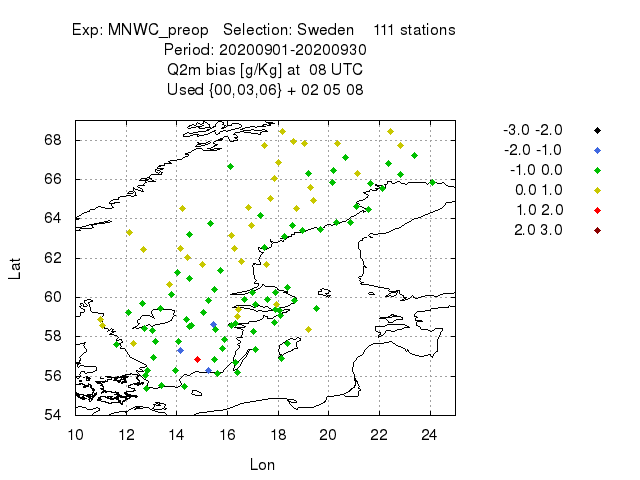 Exp: MNWC_preop   Selection: Sweden    111 stations
Period: 20200901-20200930
Q2m bias [g/Kg] at  08 UTC
Used {00,03,06} + 02 05 08
68
66
64
62
60
58
56
54
10 12 14 16 18 20 22 24
Lat
Lon
-3.0 -2.0
-2.0 -1.0
-1.0 0.0
0.0 1.0
1.0 2.0
2.0 3.0